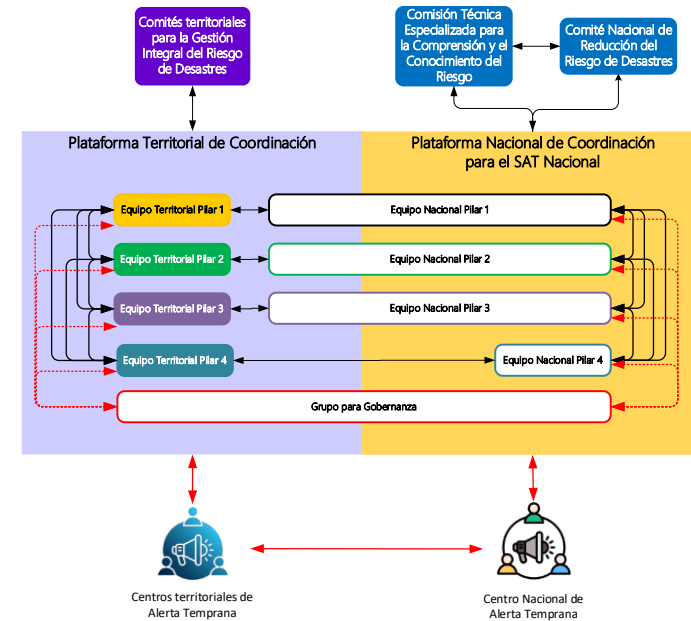 Comités territoriales
para la Gestión
Integral del Riesgo
de Desastres
Comisión Técnica
Especializada para
la Comprensión y el
Conocimiento del
Riesgo
Comité Nacional de
Reducción del
Riesgo de Desastres
Plataforma Territorial de Coordinación
Plataforma Nacional de Coordinación
para el SAT Nacional
Equipo Territorial Pilar 1
Equipo Nacional Pilar 1
Equipo Territorial Pilar 2
Equipo Nacional Pilar 2
Equipo Territorial Pilar 3
Equipo Nacional Pilar 3
Equipo Territorial Pilar 4
Equipo Nacional Pilar 4
Grupo para Gobernanza
Centros territoriales de
Alerta Temprana
Centro Nacional de
Alerta Temprana